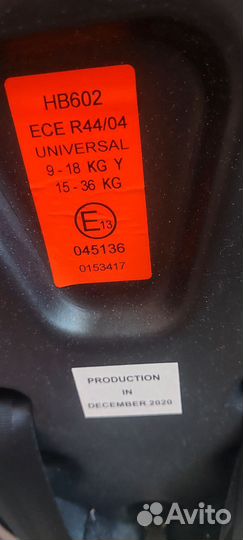 HB602
ECE R44/04
UNIVERSAL
9 - 18 KG Y
15 - 36 KG
E13
045136
0153417
PRODUCTION
IN
DECEMBER.2020
Avito